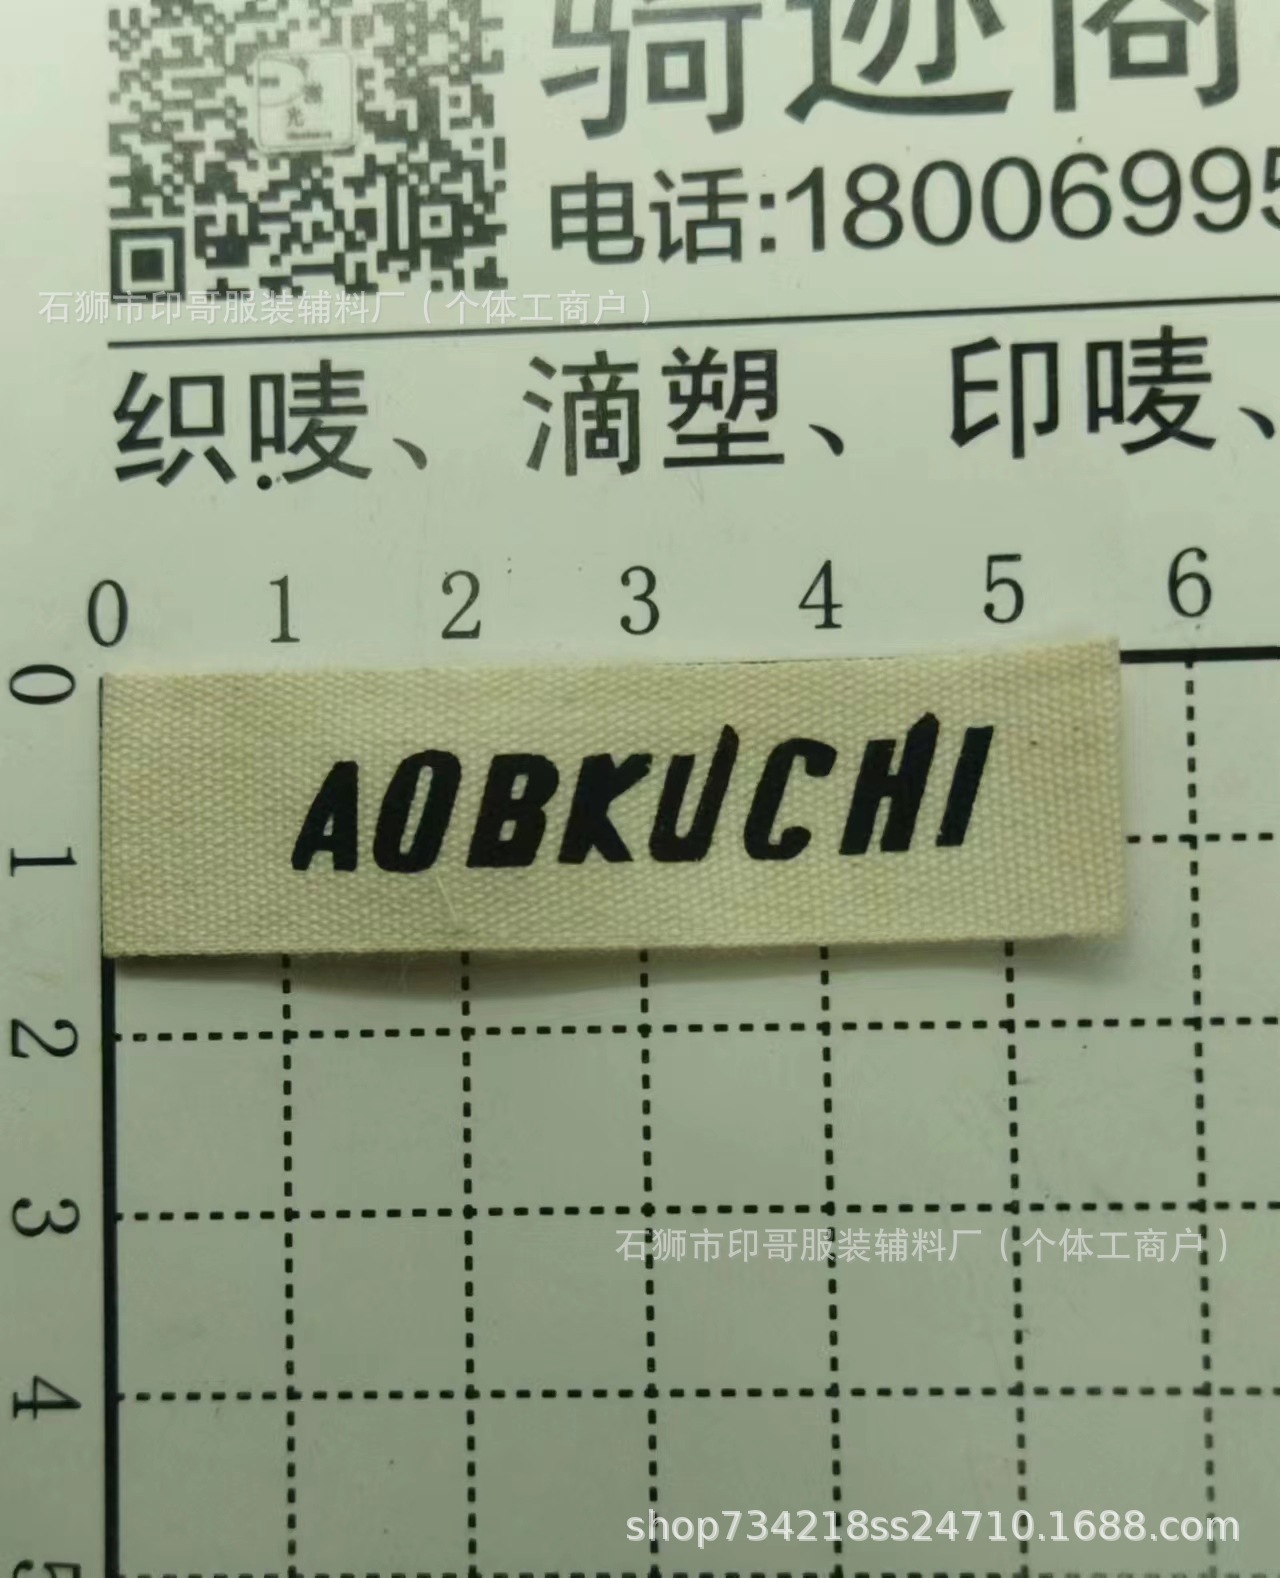 骑迹商
电话:18006995
石狮市印哥服装辅料厂（个体工商户）
织唛、滴塑、印唛、
0 1 2 3 4 5 6
0
AOBKUCHI
1
2
3
石狮市印哥服装辅料厂（个体工商户）
4
shop734218ss24710.1688.com
5